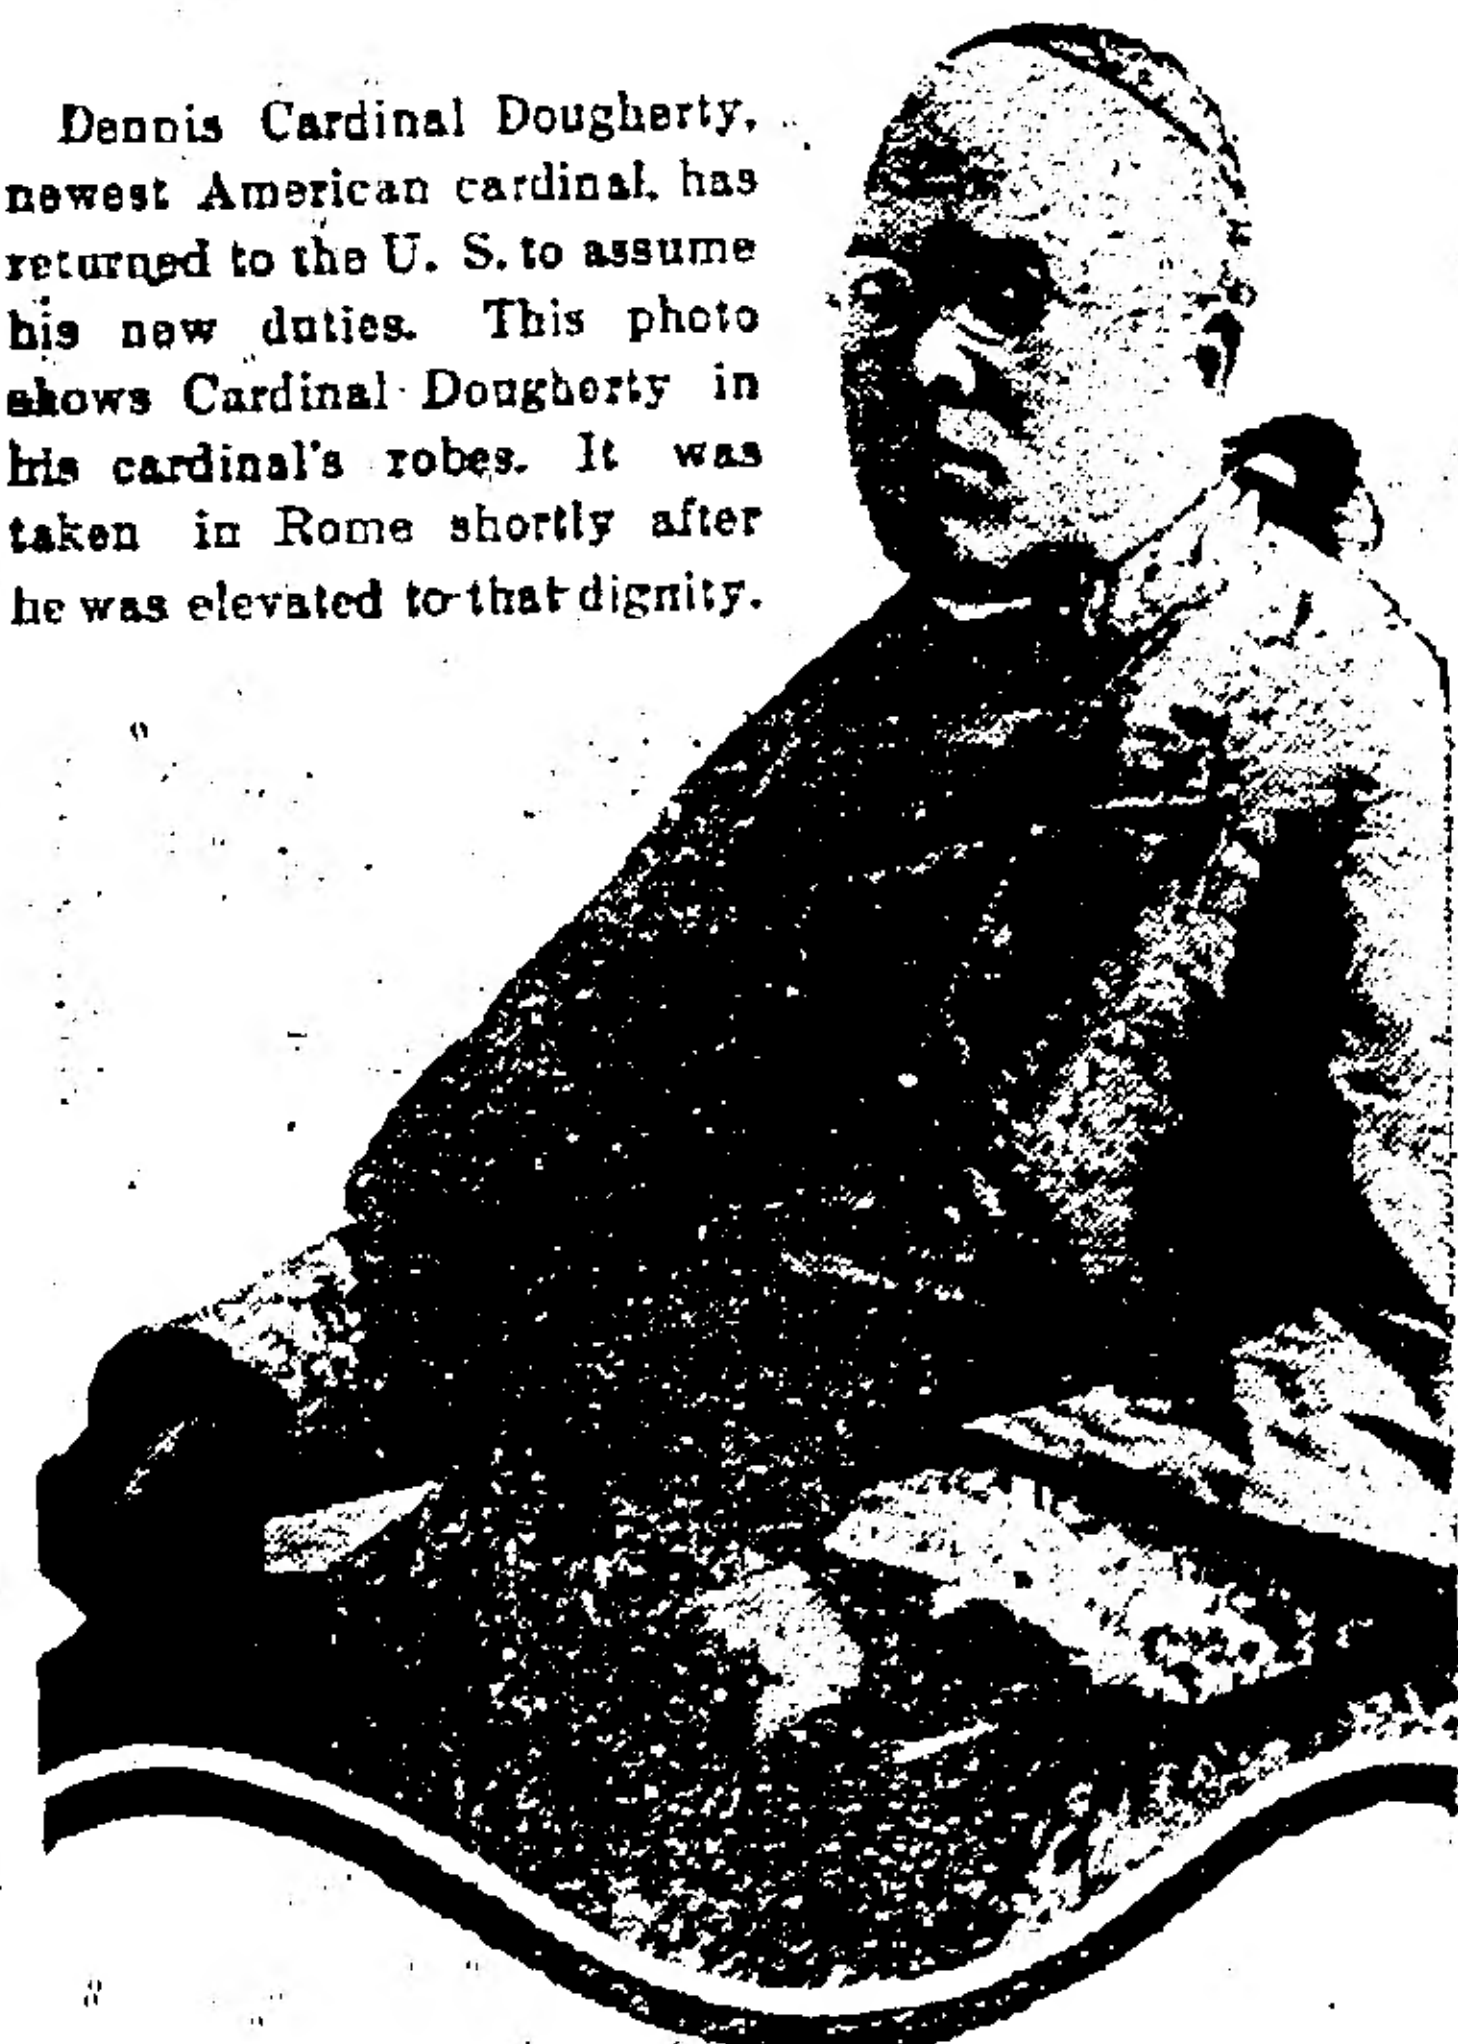 Dennis Cardinal Dougherty,
newest American cardinal, has
returned to the U. S. to assume
his new duties. This photo
shows Cardinal Dougherty in
his cardinal's robes. It was
taken in Rome shortly after
he was elevated to that dignity.